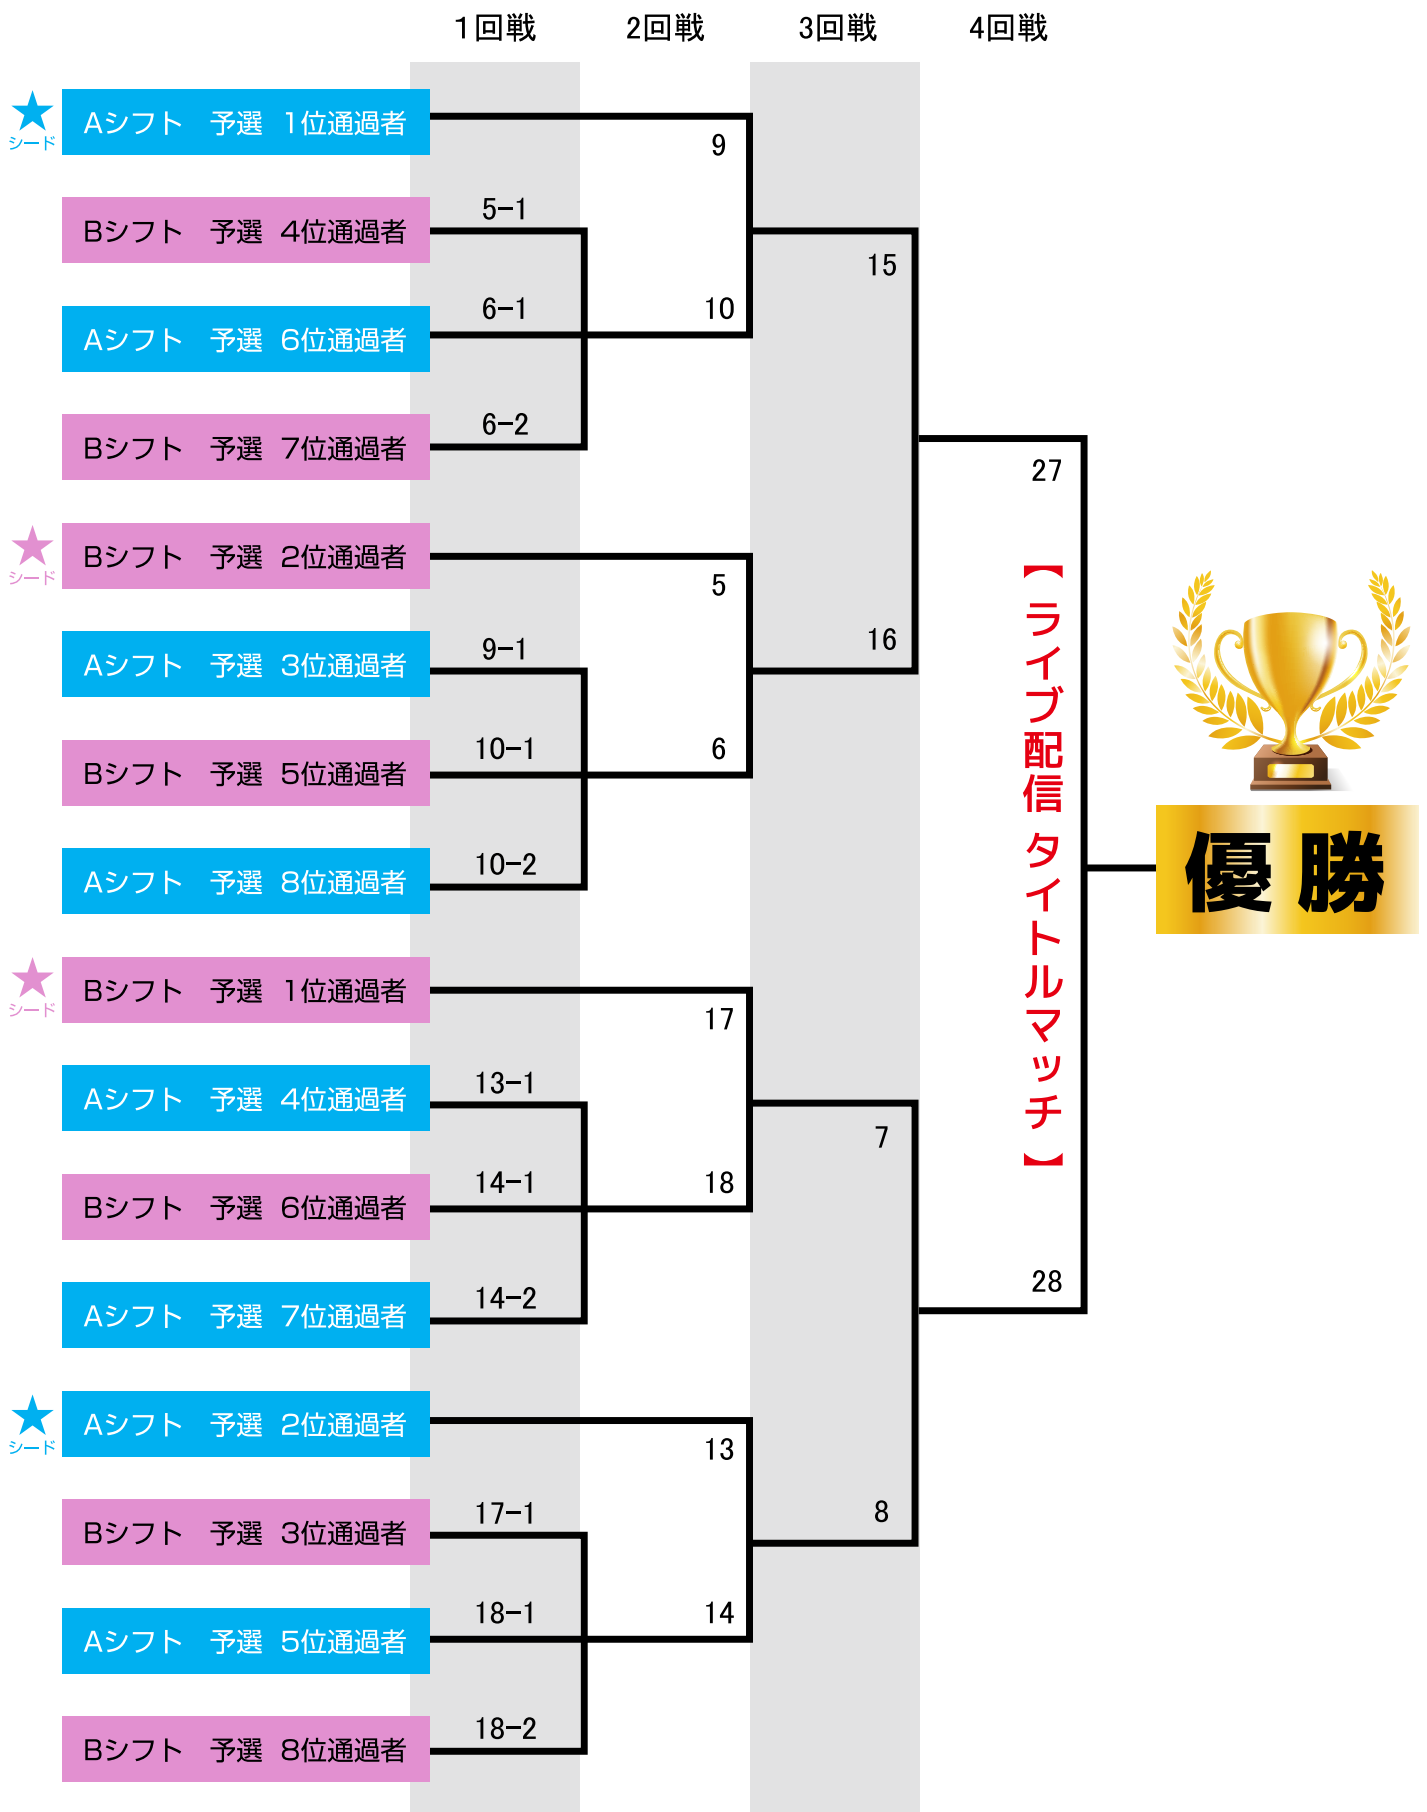 1回戦 2回戦 3回戦 4回戦
Aシフト 予選 1位通過者
シード
9
Bシフト 予選 4位通過者
5-1
15
Aシフト 予選 6位通過者
6-1
10
Bシフト 予選 7位通過者
6-2
27
Bシフト 予選 2位通過者
シード
5
Aシフト 予選 3位通過者
9-1
16
Bシフト 予選 5位通過者
10-1
6
Aシフト 予選 8位通過者
10-2
【 ライブ配信 タイトルマッチ 】
優勝
Bシフト 予選 1位通過者
シード
17
Aシフト 予選 4位通過者
13-1
7
Bシフト 予選 6位通過者
14-1
18
Aシフト 予選 7位通過者
14-2
28
Aシフト 予選 2位通過者
シード
13
Bシフト 予選 3位通過者
17-1
8
Aシフト 予選 5位通過者
18-1
14
Bシフト 予選 8位通過者
18-2